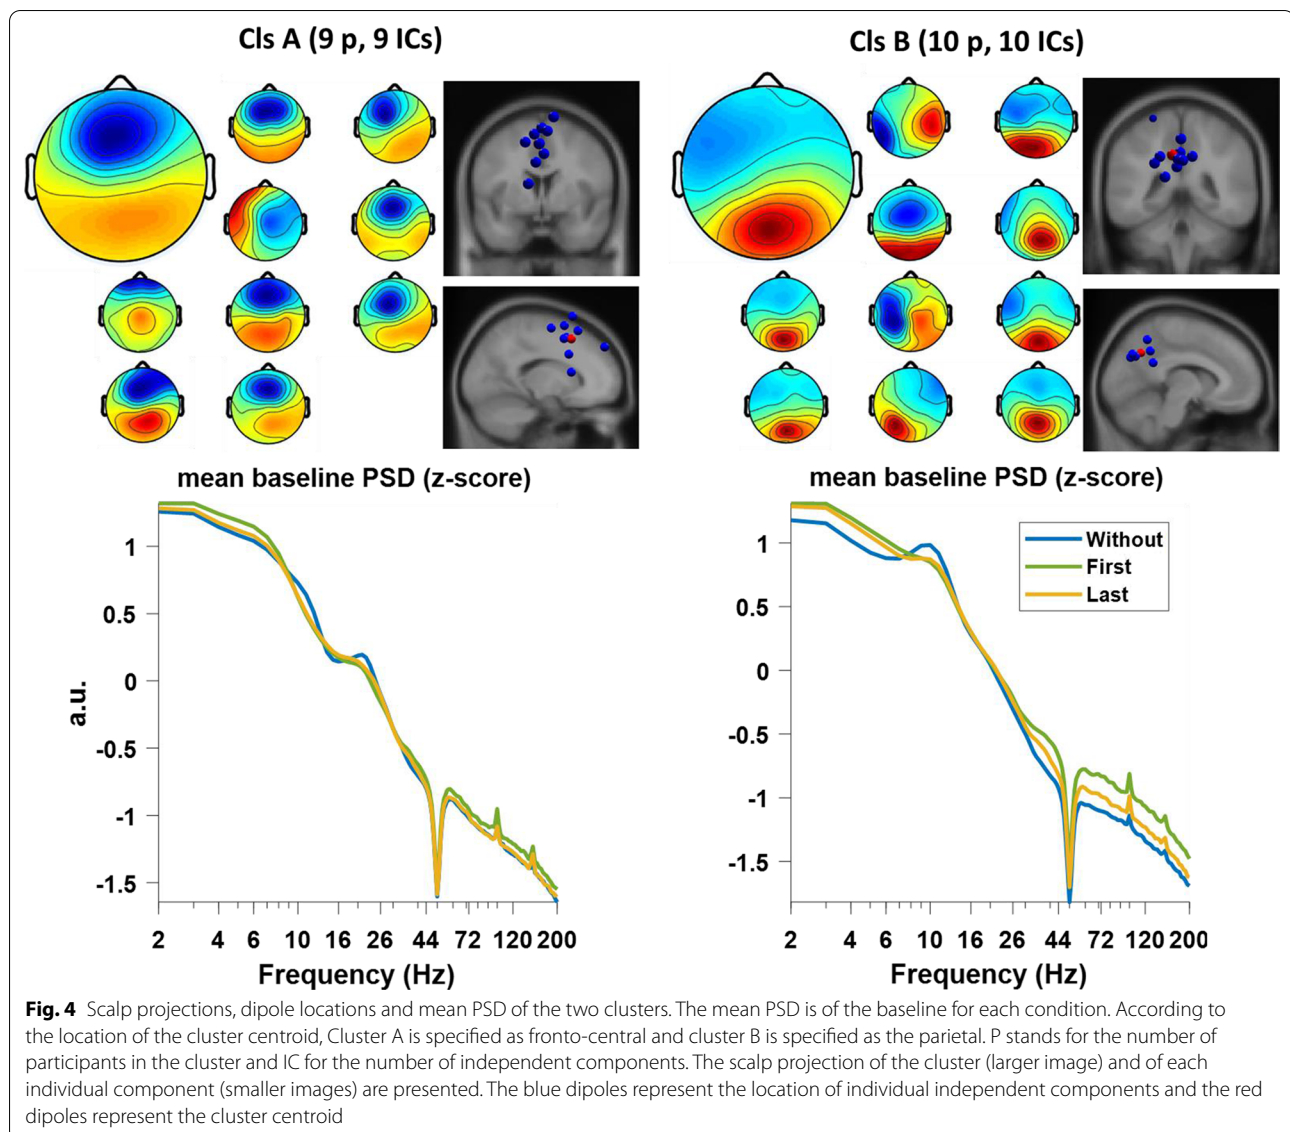 Cls A (9 p, 9 ICs)
Cls B (10 p, 10 ICs)
mean baseline PSD (z-score)
1
0.5
0
-0.5
-1
-1.5
a.u.
2 4 6 10 16 26 44 72 120 200
Frequency (Hz)
mean baseline PSD (z-score)
Without
First
Last
1
0.5
0
-0.5
-1
-1.5
2 4 6 10 16 26 44 72 120 200
Frequency (Hz)
Fig. 4 Scalp projections, dipole locations and mean PSD of the two clusters. The mean PSD is of the baseline for each condition. According to
the location of the cluster centroid, Cluster A is specified as fronto-central and cluster B is specified as the parietal. P stands for the number of
participants in the cluster and IC for the number of independent components. The scalp projection of the cluster (larger image) and of each
individual component (smaller images) are presented. The blue dipoles represent the location of individual independent components and the red
dipoles represent the cluster centroid